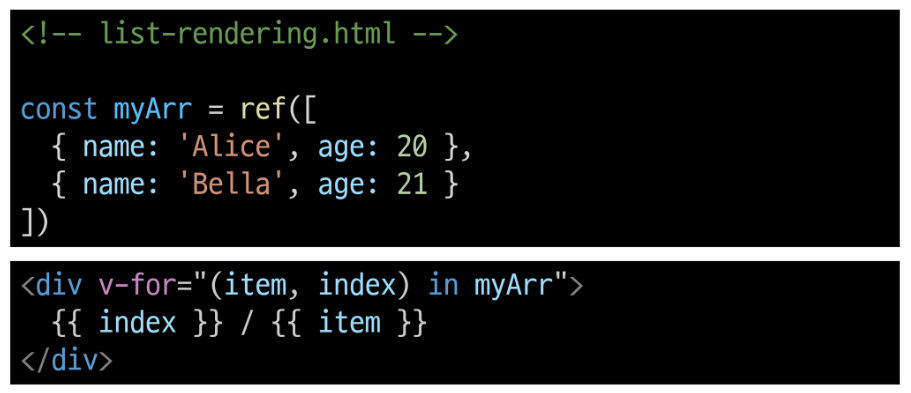 <!-- list-rendering.html -->
const myArr = ref([
  { name: 'Alice', age: 20 },
  { name: 'Bella', age: 21 }
])
<div v-for="(item, index) in myArr">
  {{ index }} / {{ item }}
</div>